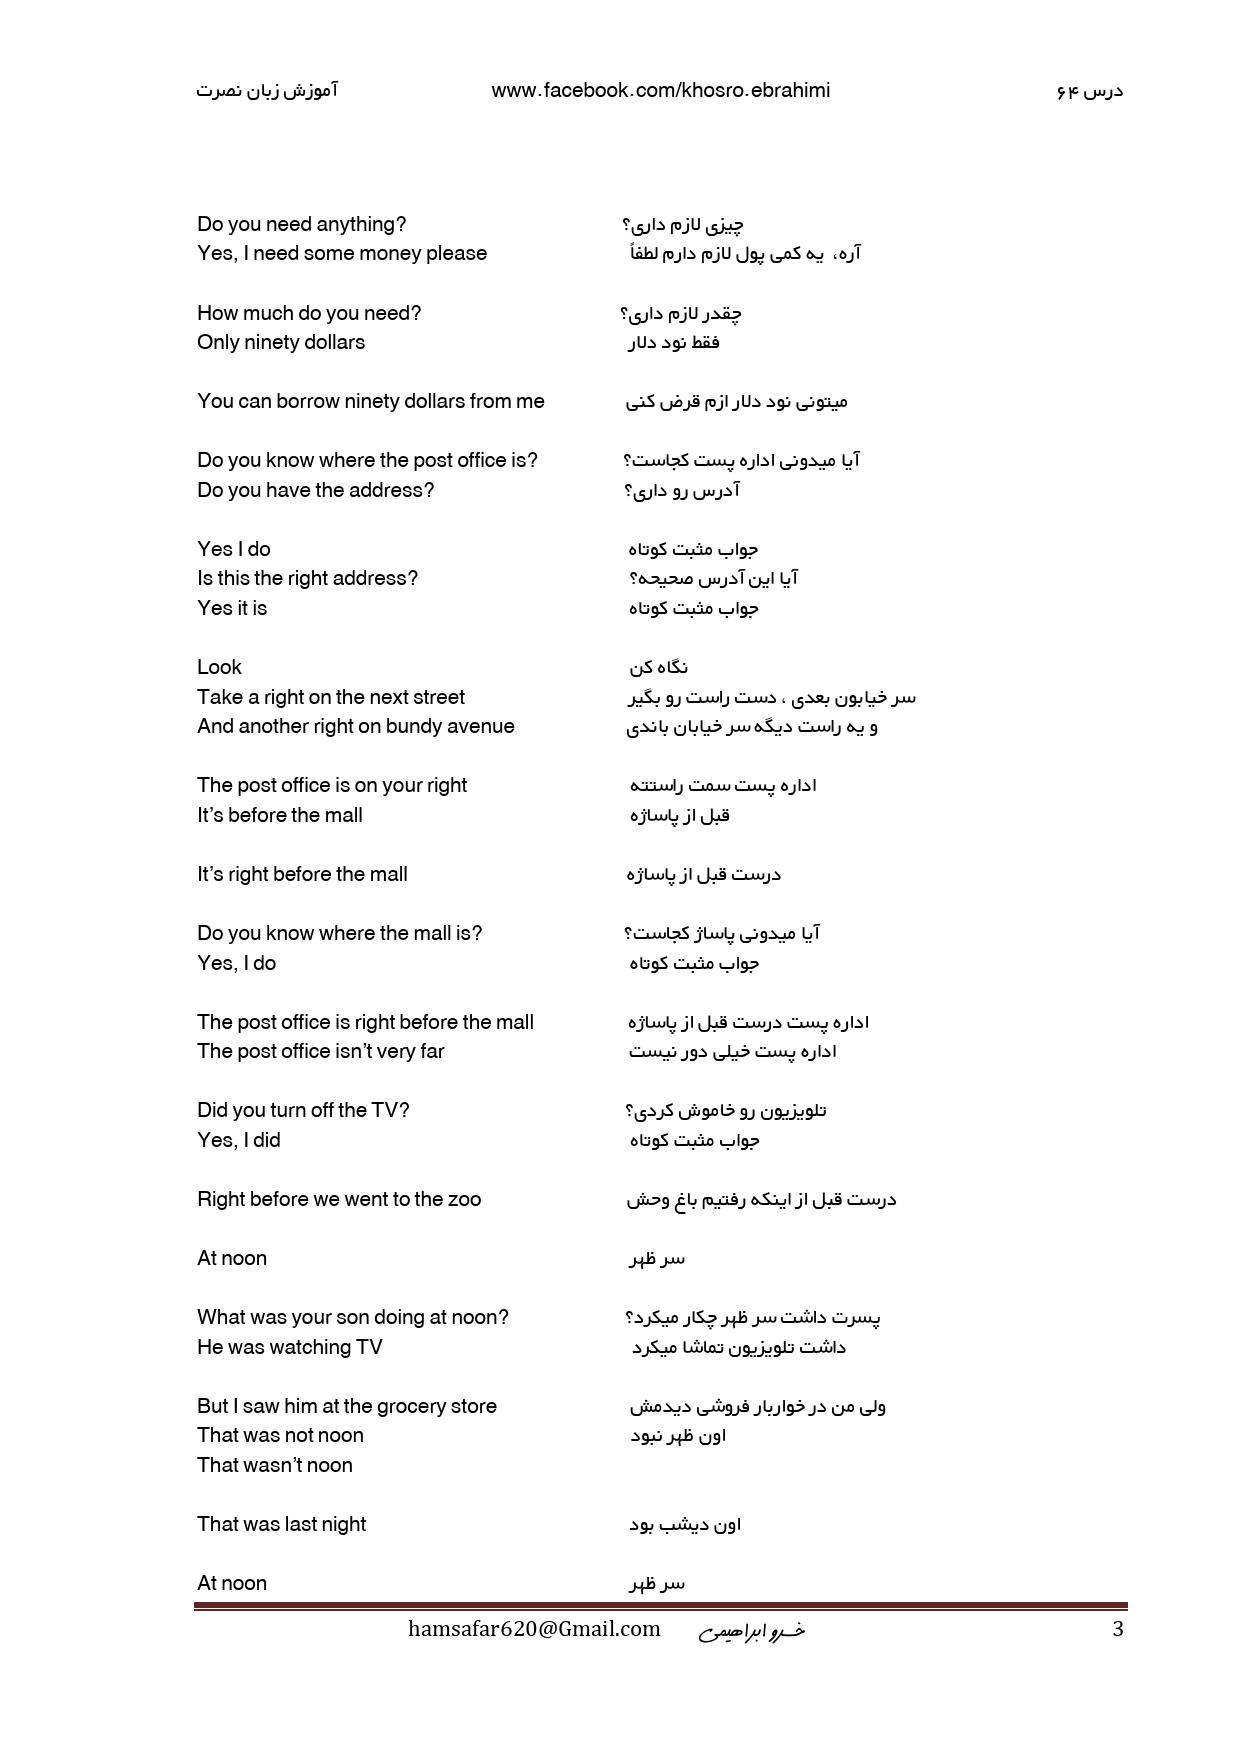 آموزش زبان نصرت www.facebook.com/khosro.ebrahimi درس ۶۴
Do you need anything? چیزی لازم داری؟
Yes, I need some money please آره، یه کمی پول لازم دارم لطفاً
How much do you need? چقدر لازم داری؟
Only ninety dollars فقط نود دلار
You can borrow ninety dollars from me میتونی نود دلار ازم قرض کنی
Do you know where the post office is? آیا میدونی اداره پست کجاست؟
Do you have the address? آدرس رو داری؟
Yes I do جواب مثبت کوتاه
Is this the right address? آیا این آدرس صحیحه؟
Yes it is جواب مثبت کوتاه
Look نگاه کن
Take a right on the next street سر خیابون بعدی ، دست راست رو بگیر
And another right on bundy avenue و یه راست دیگه سر خیابان باندی
The post office is on your right اداره پست سمت راستته
It’s before the mall قبل از پاساژه
It’s right before the mall درست قبل از پاساژه
Do you know where the mall is? آیا میدونی پاساژ کجاست؟
Yes, I do جواب مثبت کوتاه
The post office is right before the mall اداره پست درست قبل از پاساژه
The post office isn’t very far اداره پست خیلی دور نیست
Did you turn off the TV? تلویزیون رو خاموش کردی؟
Yes, I did جواب مثبت کوتاه
Right before we went to the zoo درست قبل از اینکه رفتیم باغ وحش
At noon سر ظهر
What was your son doing at noon? پسرت داشت سر ظهر چکار میکرد؟
He was watching TV داشت تلویزیون تماشا میکرد
But I saw him at the grocery store ولی من در خواربار فروشی دیدمش
That was not noon اون ظهر نبود
That wasn’t noon
That was last night اون دیشب بود
At noon سر ظهر
hamsafar620@Gmail.com خسرو ابراهیمی 3